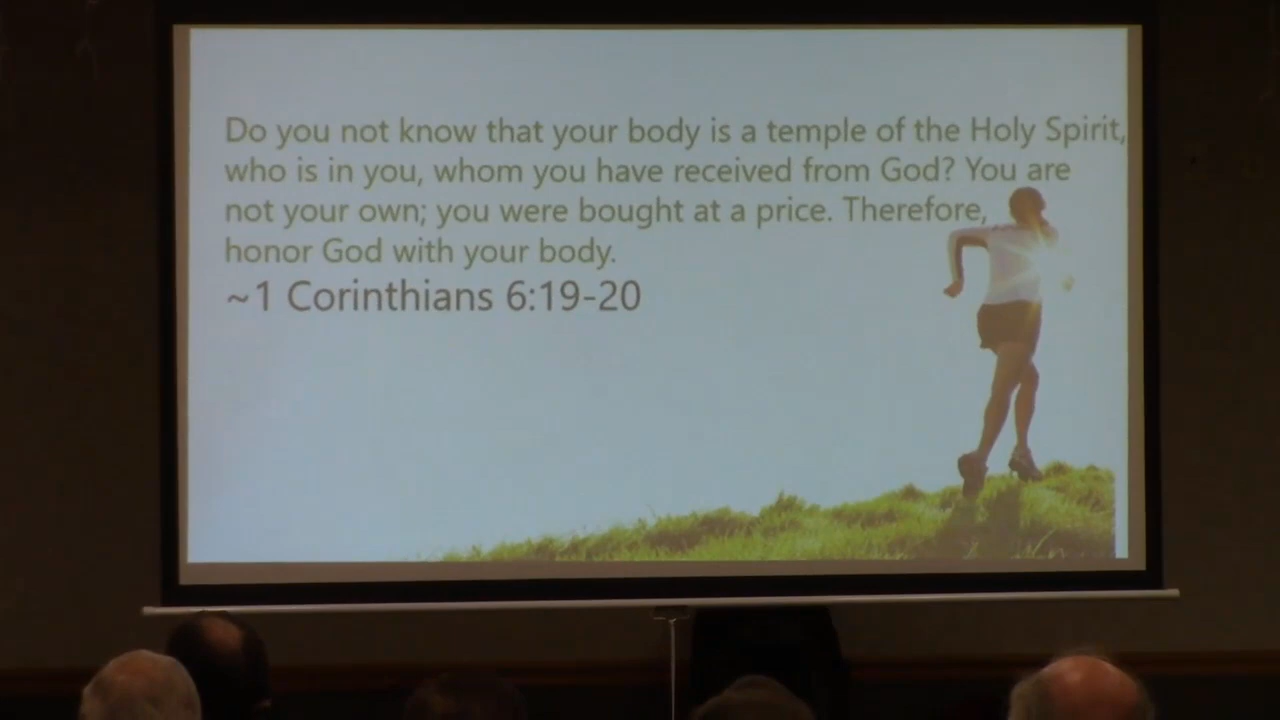 Do you not know that your body is a temple of the Holy Spirit,
who is in you, whom you have received from God? You are
not your own; you were bought at a price. Therefore,
honor God with your body.
~1 Corinthians 6:19-20